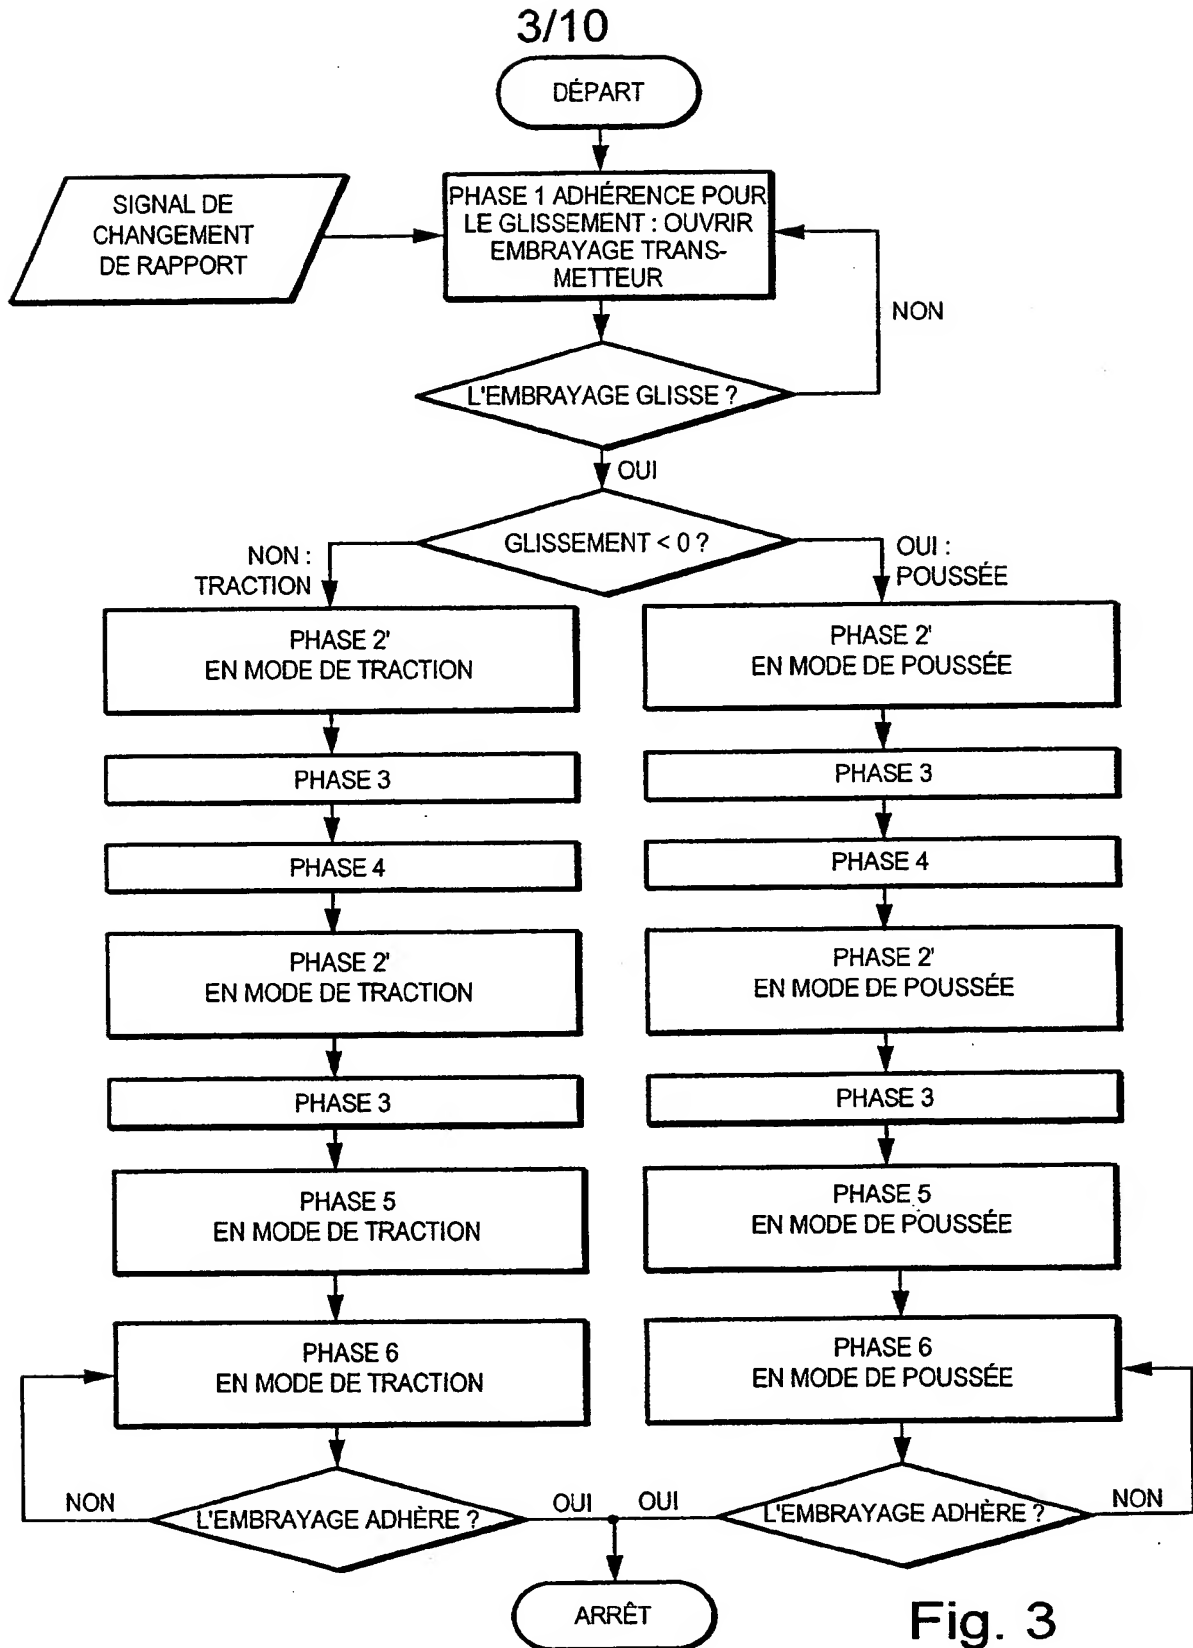 3/10
DÉPART
SIGNAL DE
CHANGEMENT
DE RAPPORT
PHASE 1 ADHÉRENCE POUR
LE GLISSEMENT : OUVRIR
EMBRAYAGE TRANS-
METTEUR
NON
L'EMBRAYAGE GLISSE ?
OUI
GLISSEMENT < 0 ?
NON :
TRACTION
OUI :
POUSSÉE
PHASE 2'
EN MODE DE TRACTION
PHASE 2'
EN MODE DE POUSSÉE
PHASE 3
PHASE 3
PHASE 4
PHASE 4
PHASE 2'
EN MODE DE TRACTION
PHASE 2'
EN MODE DE POUSSÉE
PHASE 3
PHASE 3
PHASE 5
EN MODE DE TRACTION
PHASE 5
EN MODE DE POUSSÉE
PHASE 6
EN MODE DE TRACTION
PHASE 6
EN MODE DE POUSSÉE
NON
L'EMBRAYAGE ADHÈRE ?
OUI
OUI
L'EMBRAYAGE ADHÈRE ?
NON
ARRÊT
Fig. 3